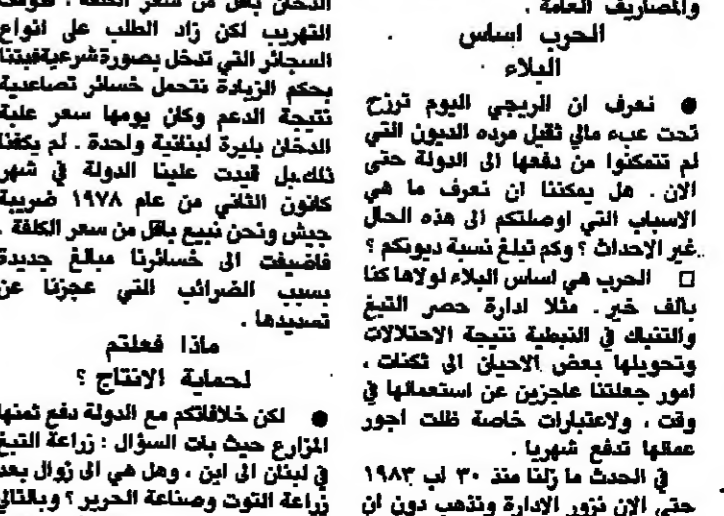 والمصاريف العامة .
الحرب اساس
البلاء
● نعرف ان الريجي اليوم ترزح
تحت عبء مالي ثقيل مرده الديون التي
لم تتمكنوا من دفعها الى الدولة حتى
الان . هل يمكننا ان نعرف ما هي
الاسباب التي اوصلتكم الى هذه الحال
غير الاحداث ؟ وكم تبلغ نسبة ديونكم ؟
□ الحرب هي اساس البلاء لولاها كنا
بألف خير . مثلا ادارة حصر التبغ
والتنباك في النبطية نتيجة الاحتلالات
وتحويلها بعض الاحيان الى ثكنات ،
امور جعلتنا عاجزين عن استعمالها في
وقت ، ولاعتبارات خاصة ظلت اجور
عمالها تدفع شهريا .
في الحدث ما زلنا منذ ٣٠ اب ١٩٨٣
حتى الان نزور الادارة ونذهب دون ان
الدخان باقل من سعر الكلفة .
التهريب لكن زاد الطلب على انواع
السجائر التي تدخل بصورة شرعية فبتنا
بحكم الزيادة نتحمل خسائر تصاعدية
نتيجة الدعم وكان يومها سعر علبة
الدخان بليرة لبنانية واحدة . لم يكفنا
ذلك بل قيدت علينا الدولة في شهر
كانون الثاني من عام ١٩٧٨ ضريبة
جيش ونحن نبيع باقل من سعر الكلفة .
فاضيفت الى خسائرنا مبالغ جديدة
بسبب الضرائب التي عجزنا عن
تسديدها .
ماذا فعلتم
لحماية الانتاج ؟
● لكن خلافاتكم مع الدولة دفع ثمنها
المزارع حيث بات السؤال : زراعة التبغ
في لبنان الى اين ، وهل هي الى زوال بعد
زراعة التوت وصناعة الحرير ؟ وبالتالي